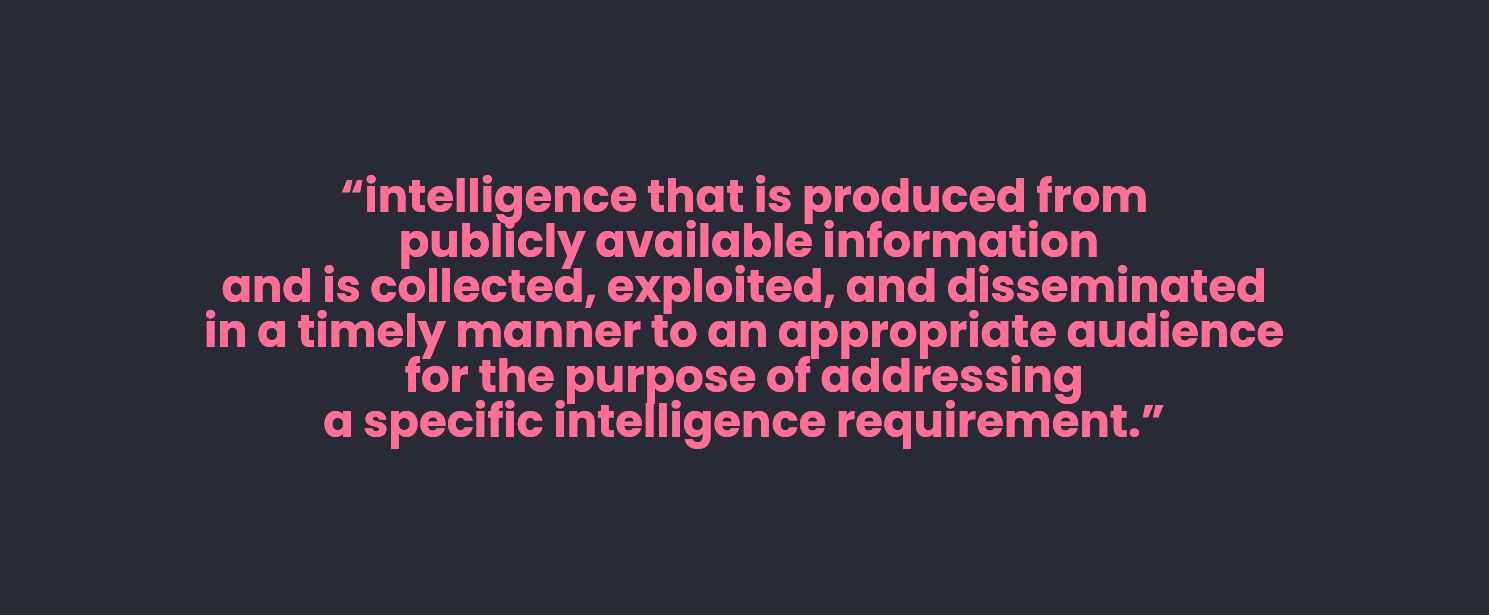 “intelligence that is produced from
publicly available information
and is collected, exploited, and disseminated
in a timely manner to an appropriate audience
for the purpose of addressing
a specific intelligence requirement.”